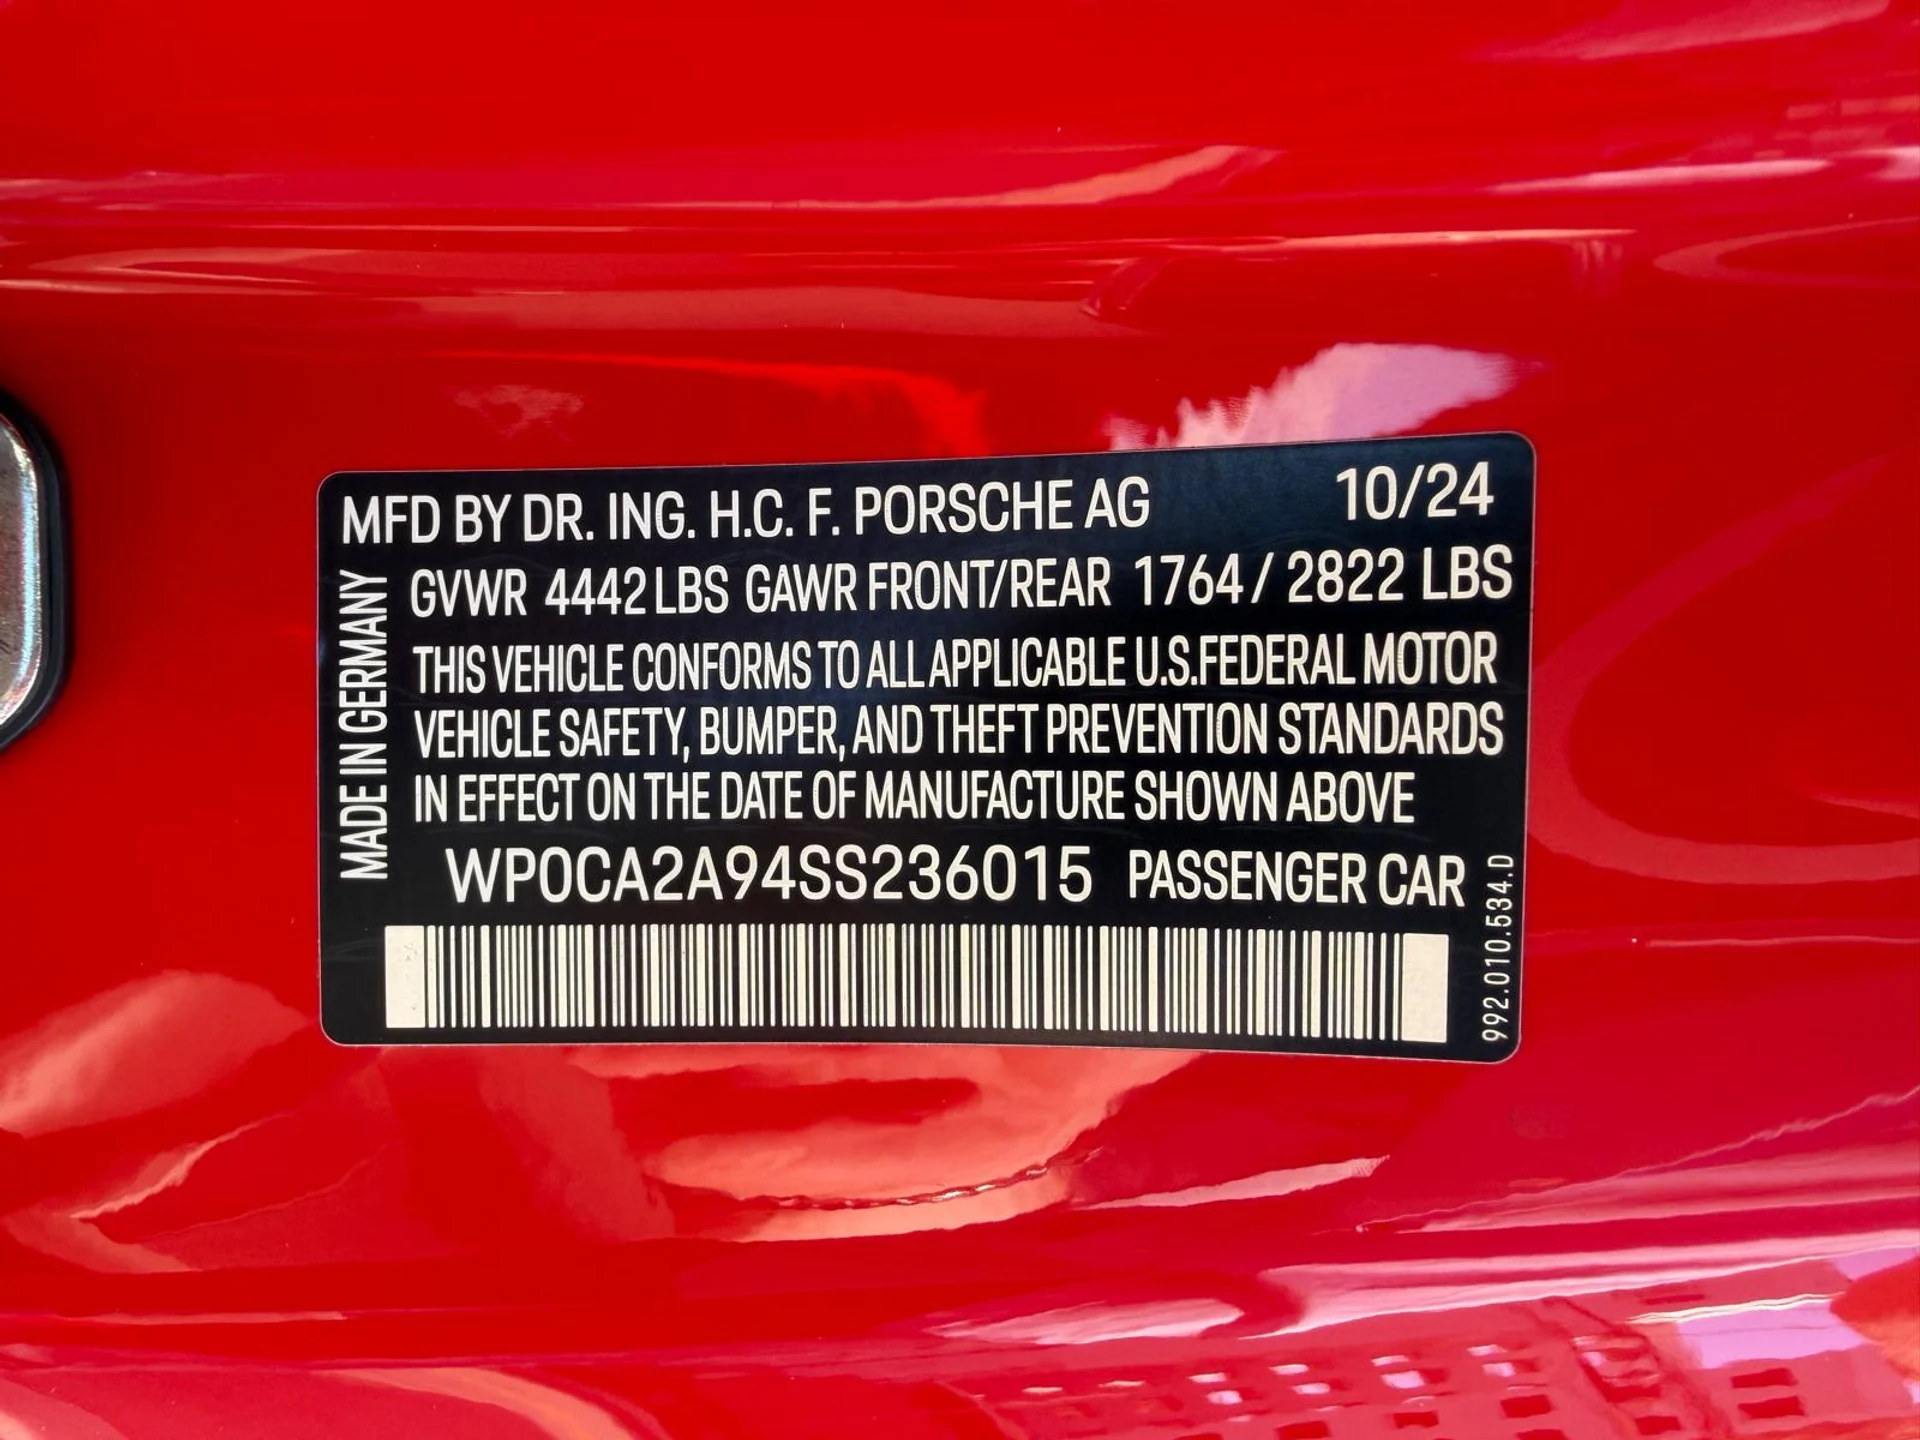 MFD BY DR. ING. H.C. F. PORSCHE AG 10/24
GVWR 4442 LBS GAWR FRONT/REAR 1764 / 2822 LBS
THIS VEHICLE CONFORMS TO ALL APPLICABLE U.S.FEDERAL MOTOR
VEHICLE SAFETY, BUMPER, AND THEFT PREVENTION STANDARDS
IN EFFECT ON THE DATE OF MANUFACTURE SHOWN ABOVE
WP0CA2A94SS236015 PASSENGER CAR
MADE IN GERMANY
992.010.534.D